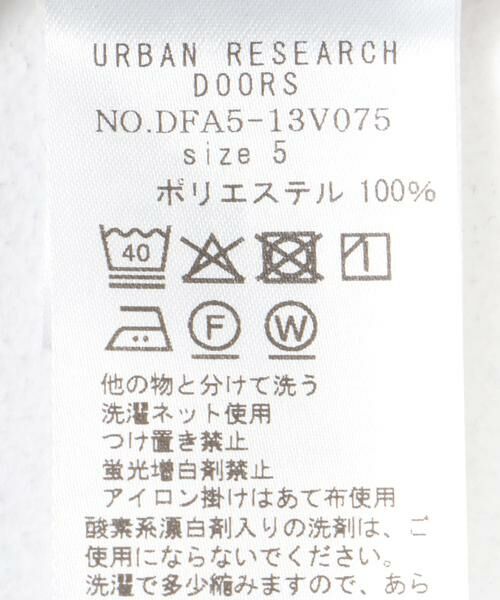 URBAN RESEARCH
DOORS
NO.DFA5-13V075
size 5
ポリエステル 100%
40
F W
他の物と分けて洗う
洗濯ネット使用
つけ置き禁止
蛍光増白剤禁止
アイロン掛けはあて布使用
酸素系漂白剤入りの洗剤は、ご
使用にならないでください。
洗濯で多少縮みますので、あら